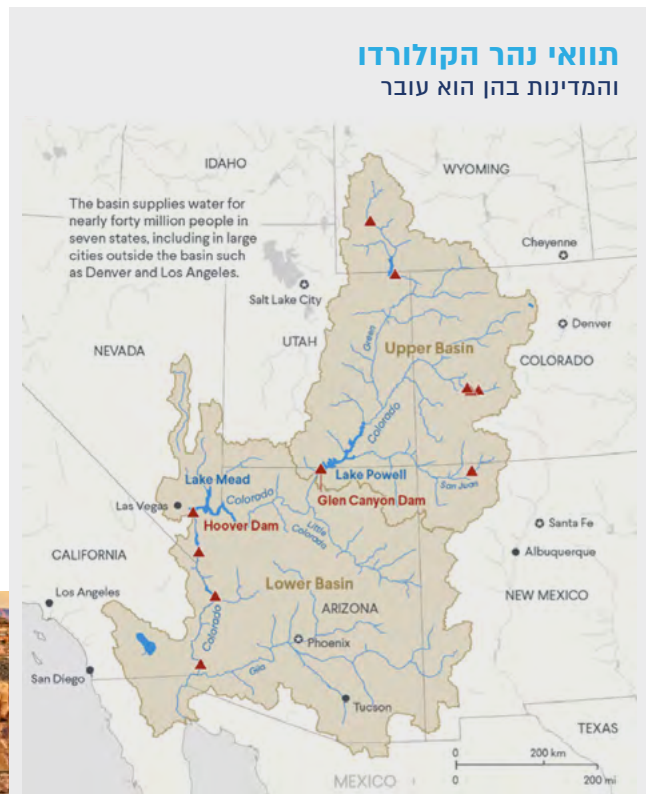 תוואי נהר הקולורדו
והמדינות בהן הוא עובר
IDAHO
WYOMING
The basin supplies water for
nearly forty million people in
seven states, including in large
cities outside the basin such
as Denver and Los Angeles.
Cheyenne
Salt Lake City
Denver
UTAH
Green
Upper Basin
NEVADA
COLORADO
Colorado
Lake Mead
Lake Powell
Colorado
San Juan
Las Vegas
Glen Canyon Dam
Hoover Dam
Little
Colorado
Santa Fe
CALIFORNIA
Albuquerque
Los Angeles
Lower Basin
NEW MEXICO
ARIZONA
Colorado
Phoenix
San Diego
Gila
Tucson
TEXAS
0
200 km
MEXICO
0
200 mi